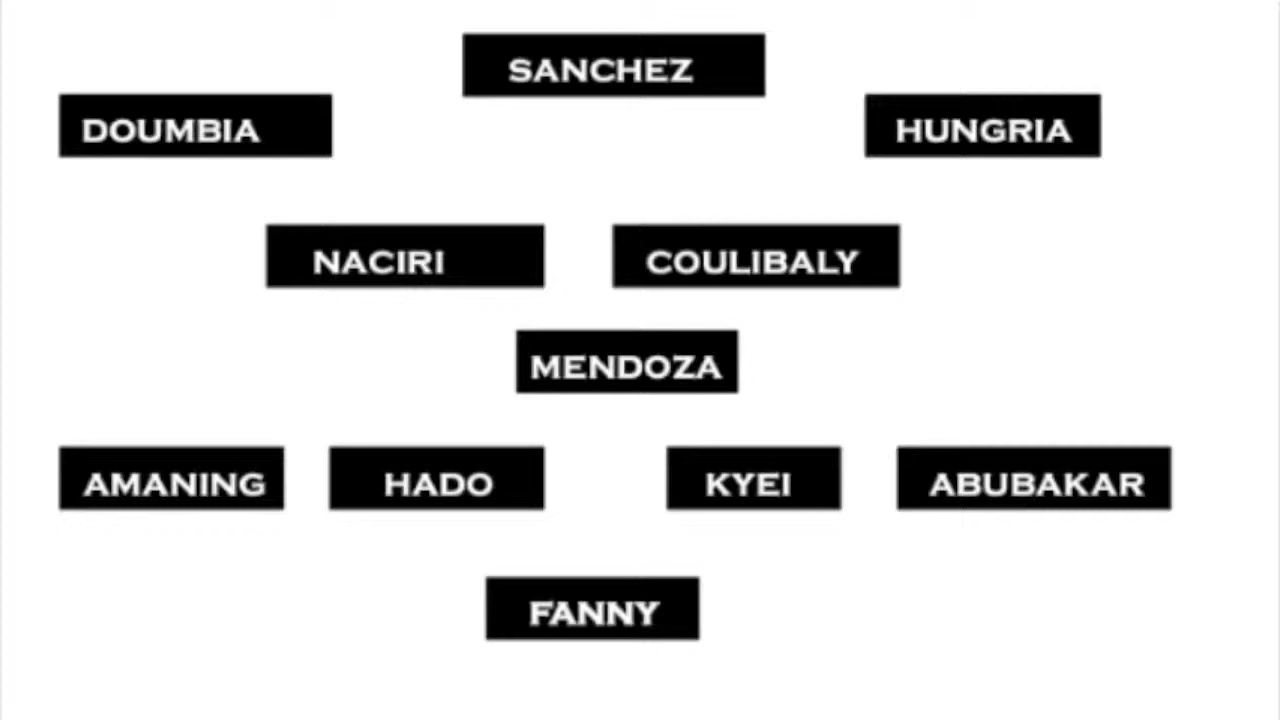 SANCHEZ
DOUMBIA
HUNGRIA
NACIRI
COULIBALY
MENDOZA
AMANING
HADO
KYEI
ABUBAKAR
FANNY